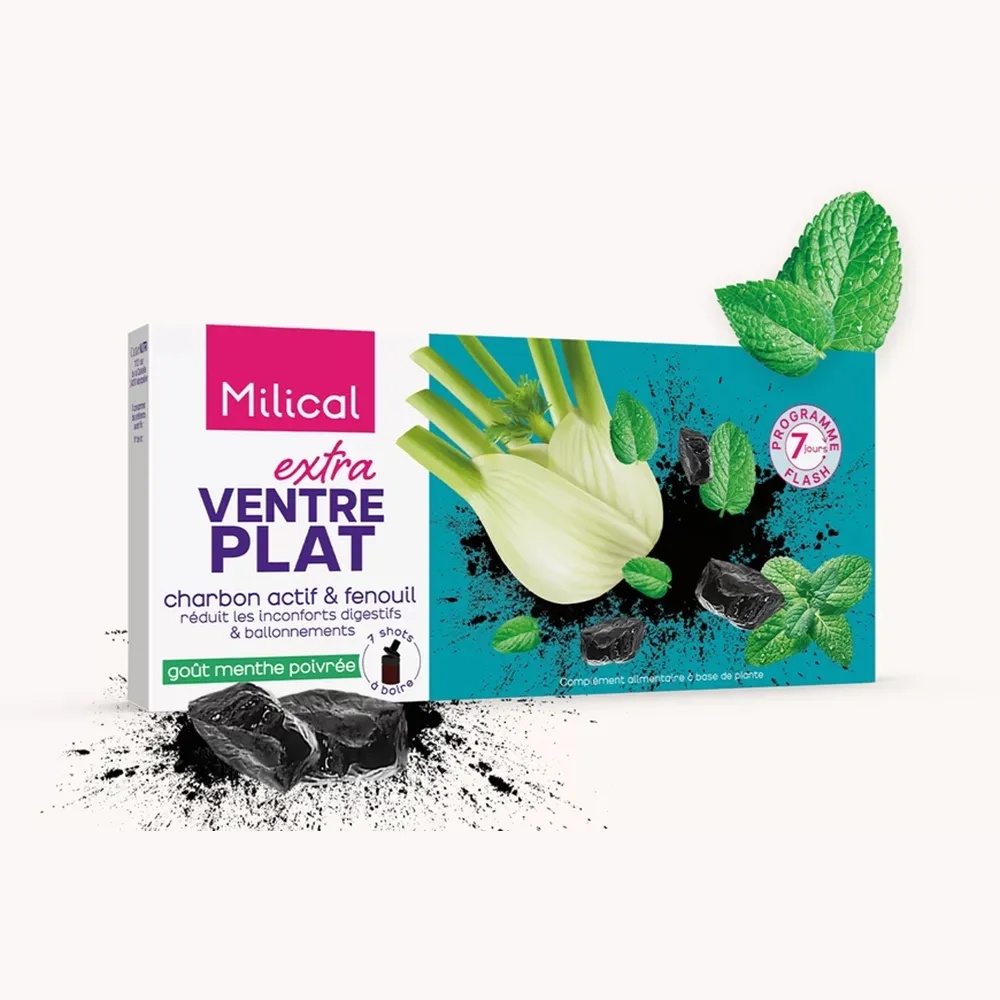 Milical
extra
VENTRE
PLAT
charbon actif & fenouil
réduit les inconforts digestifs
& ballonnements
goût menthe poivrée
7 shots
à boire
PROGRAMME
7 jours
FLASH
Complément alimentaire à base de plante